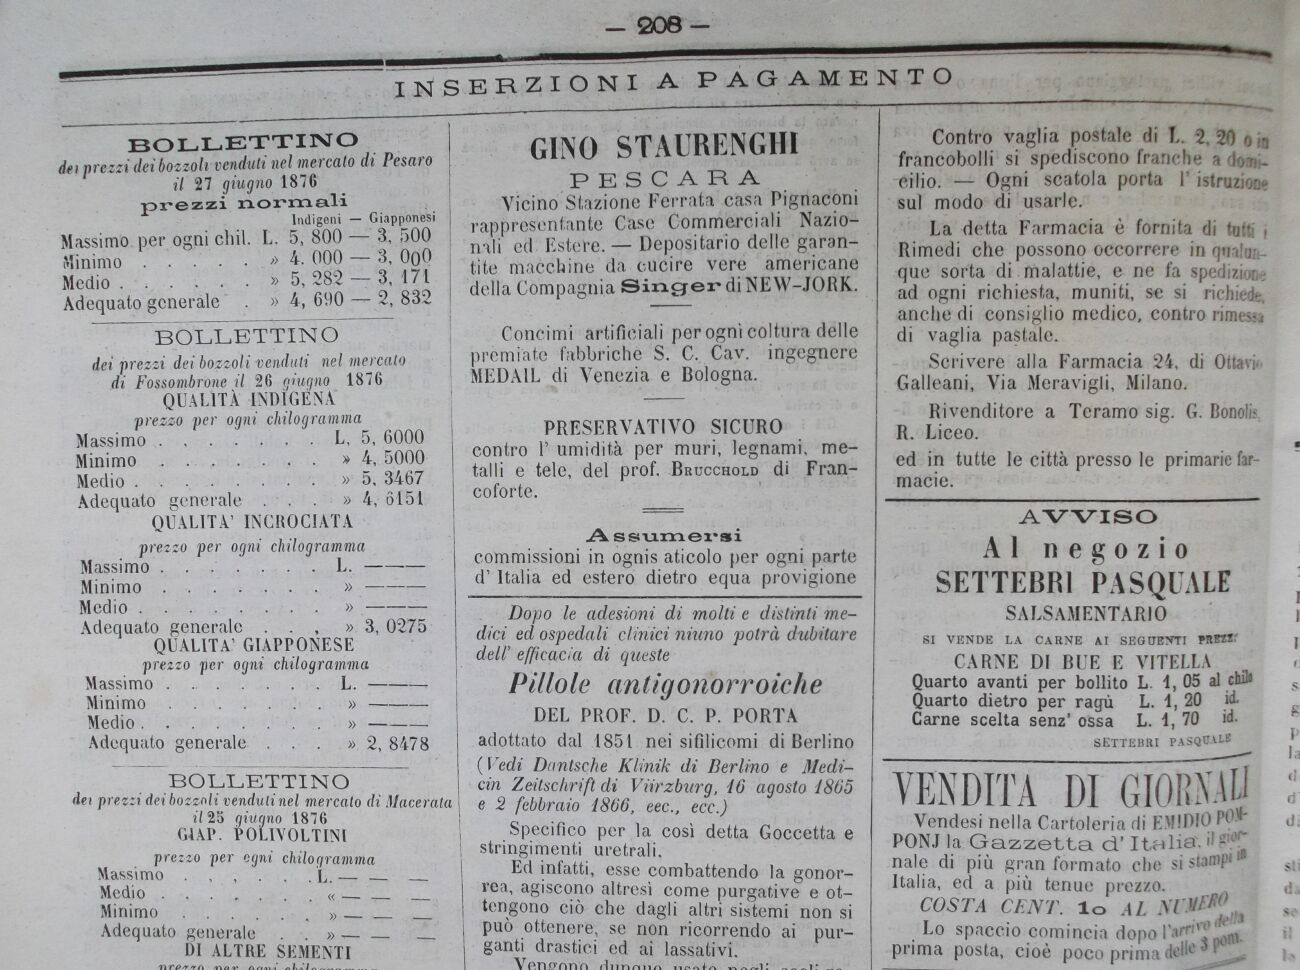 — 208 —
INSERZIONI A PAGAMENTO
BOLLETTINO
dei prezzi dei bozzoli venduti nel mercato di Pesaro
il 27 giugno 1876
prezzi normali
Indigeni — Giapponesi
Massimo per ogni chil. L. 5, 800 — 3, 500
Minimo . . . . . » 4. 000 — 3, 000
Medio . . . . . . » 5, 282 — 3, 171
Adequato generale . » 4, 690 — 2, 832
BOLLETTINO
dei prezzi dei bozzoli venduti nel mercato
di Fossombrone il 26 giugno 1876
QUALITÀ INDIGENA
prezzo per ogni chilogramma
Massimo . . . . . . . L, 5, 6000
Minimo . . . . . . . » 4, 5000
Medio . . . . . . . . » 5, 3467
Adequato generale . . . » 4, 6151
QUALITA' INCROCIATA
prezzo per ogni chilogramma
Massimo . . . . . . . L. ———
Minimo . . . . . . . » ———
Medio . . . . . . . . » ———
Adequato generale . . , » 3, 0275
QUALITA' GIAPPONESE
prezzo per ogni chilogramma
Massimo . . . . . . . L. ———
Minimo . . . . . . . » ———
Medio . . . . . . . . » ———
Adequato generale . . . » 2, 8478
BOLLETTINO
dei prezzi dei bozzoli venduti nel mercato di Macerata
il 25 giugno 1876
GIAP. POLIVOLTINI
prezzo per ogni chilogramma
Massimo . , . , . . L. — — —
Medio . . . . . . . « — — —
Minimo . . . . . . » — — —
Adequato generale . . » — — —
DI ALTRE SEMENTI
prezzo per ogni chilogramma
GINO STAURENGHI
PESCARA
Vicino Stazione Ferrata casa Pignaconi
rappresentante Case Commerciali Nazio-
nali ed Estere. — Depositario delle garan-
tite macchine da cucire vere americane
della Compagnia Singer di NEW-JORK.
Concimi artificiali per ogni coltura delle
premiate fabbriche S. C. Cav. ingegnere
MEDAIL di Venezia e Bologna.
PRESERVATIVO SICURO
contro l' umidità per muri, legnami, me-
talli e tele, del prof. BRUCCHOLD di Fran-
coforte.
Assumersi
commissioni in ognis aticolo per ogni parte
d' Italia ed estero dietro equa provigione
Dopo le adesioni di molti e distinti me-
dici ed ospedali clinici niuno potrà dubitare
dell' efficacia di queste
Pillole antigonorroiche
DEL PROF. D. C. P. PORTA
adottato dal 1851 nei sifilicomi di Berlino
(Vedi Dantsche Klinik di Berlino e Medi-
cin Zeitschrift di Vürzburg, 16 agosto 1865
e 2 febbraio 1866, eec., ecc.)
Specifico per la così detta Goccetta e
stringimenti uretrali.
Ed infatti, esse combattendo la gonor-
rea, agiscono altresì come purgative e ot-
tengono ciò che dagli altri sistemi non si
può ottenere, se non ricorrendo ai pur-
ganti drastici ed ai lassativi.
Vengono dunque usate negli
Contro vaglia postale di L. 2, 20 o in
francobolli si spediscono franche a domi-
cilio. — Ogni scatola porta l' istruzione
sul modo di usarle.
La detta Farmacia è fornita di tutti i
Rimedi che possono occorrere in qualun-
que sorta di malattie, e ne fa spedizione
ad ogni richiesta, muniti, se si richiede,
anche di consiglio medico, contro rimessa
di vaglia pastale.
Scrivere alla Farmacia 24, di Ottavio
Galleani, Via Meravigli, Milano.
Rivenditore a Teramo sig. G. Bonolis.
R. Liceo.
ed in tutte le città presso le primarie far-
macie.
AVVISO
Al negozio
SETTEBRI PASQUALE
SALSAMENTARIO
SI VENDE LA CARNE AI SEGUENTI PREZZI
CARNE DI BUE E VITELLA
Quarto avanti per bollito L. 1, 05 al chilo
Quarto dietro per ragù L. 1, 20 id.
Carne scelta senz' ossa L. 1, 70 id.
SETTEBRI PASQUALE
VENDITA DI GIORNALI
Vendesi nella Cartoleria di EMIDIO POM-
PONJ la Gazzetta d' Italia, il gior-
nale di più gran formato che si stampi in
Italia, ed a più tenue prezzo.
COSTA CENT. 10 AL NUMERO
Lo spaccio comincia dopo l'arrivo della
prima posta, cioè poco prima delle 3 pom.